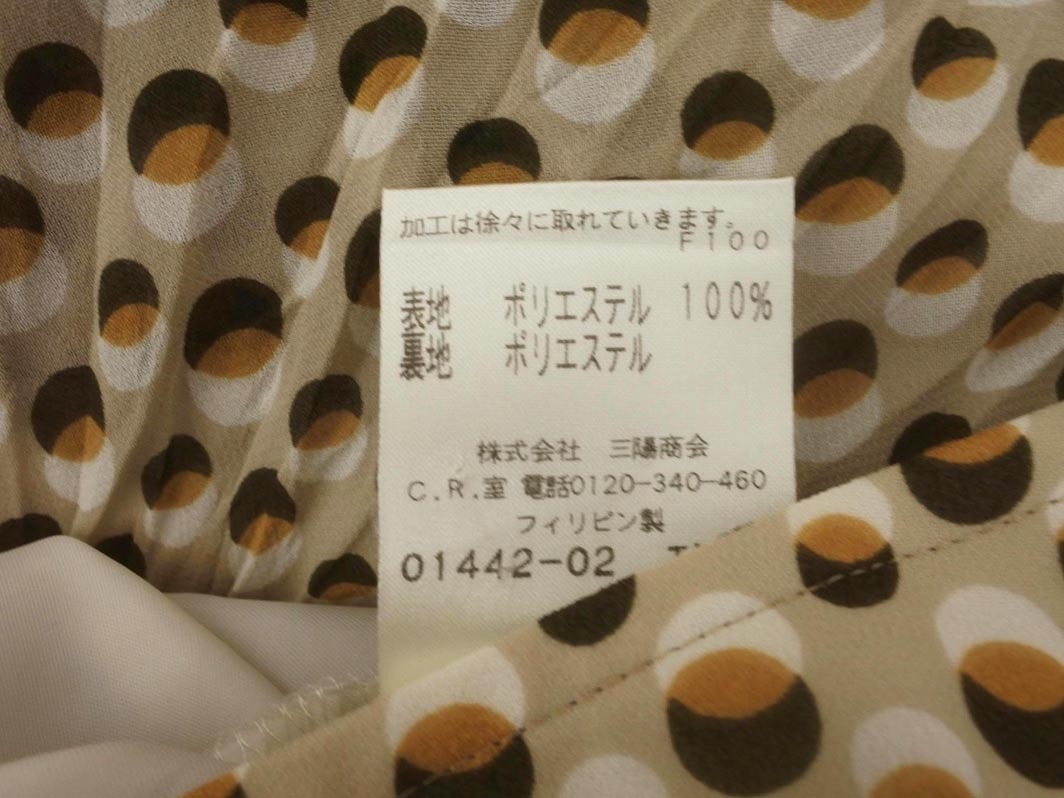 加工は徐々に取れていきます。
F100
表地 ポリエステル 100%
裏地 ポリエステル
株式会社 三陽商会
C.R.室 電話0120-340-460
フィリピン製
01442-02